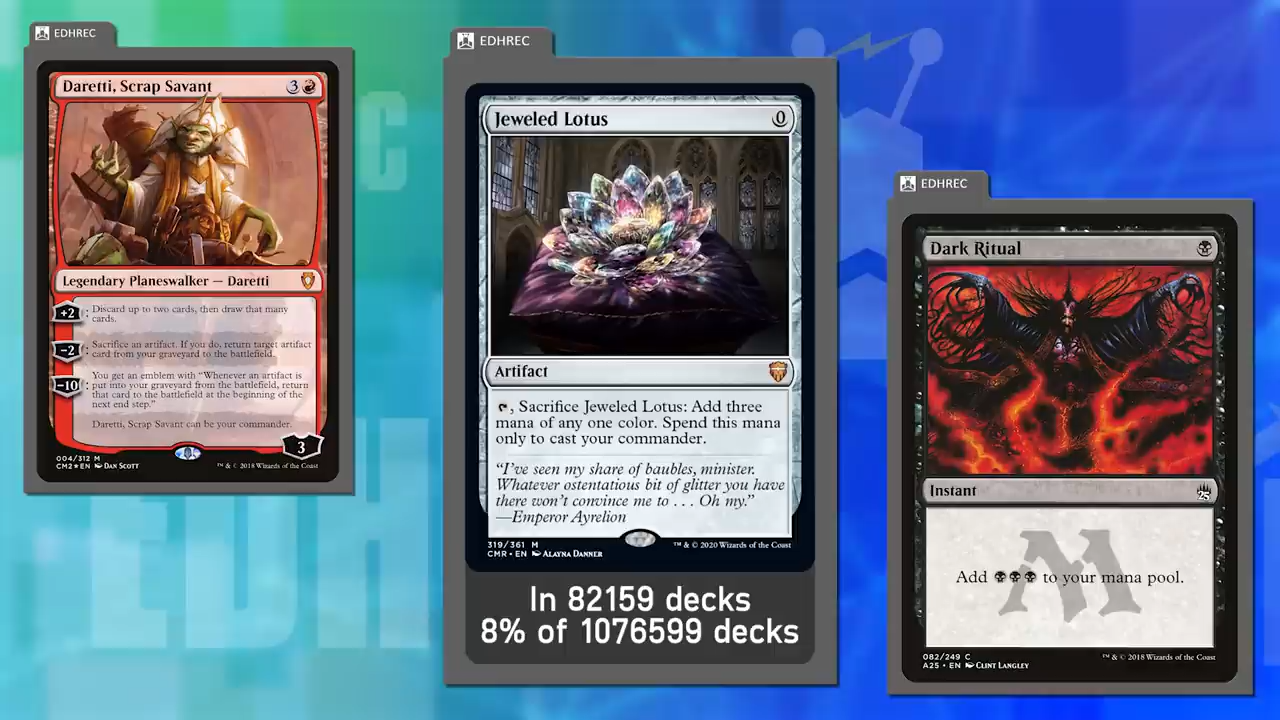 EDHREC
Daretti, Scrap Savant 3
Legendary Planeswalker — Daretti
+2 : Discard up to two cards, then draw that many
cards.
-2 : Sacrifice an artifact. If you do, return target artifact
card from your graveyard to the battlefield.
-10 : You get an emblem with “Whenever an artifact is
put into your graveyard from the battlefield, return
that card to the battlefield at the beginning of the
next end step.”
Daretti, Scrap Savant can be your commander.
3
004/312 M
CM2★EN Dan Scott
™ & © 2018 Wizards of the Coast
EDHREC
Jeweled Lotus 0
Artifact
, Sacrifice Jeweled Lotus: Add three
mana of any one color. Spend this mana
only to cast your commander.
“I’ve seen my share of baubles, minister.
Whatever ostentatious bit of glitter you have
there won’t convince me to . . . Oh my.”
—Emperor Ayrelion
319/361 M
CMR • EN Alayna Danner
™ & © 2020 Wizards of the Coast
In 82159 decks
8% of 1076599 decks
EDHREC
Dark Ritual
Instant
25
Add to your mana pool.
082/249 C
A25 • EN Clint Langley
™ & © 2018 Wizards of the Coast
EDH